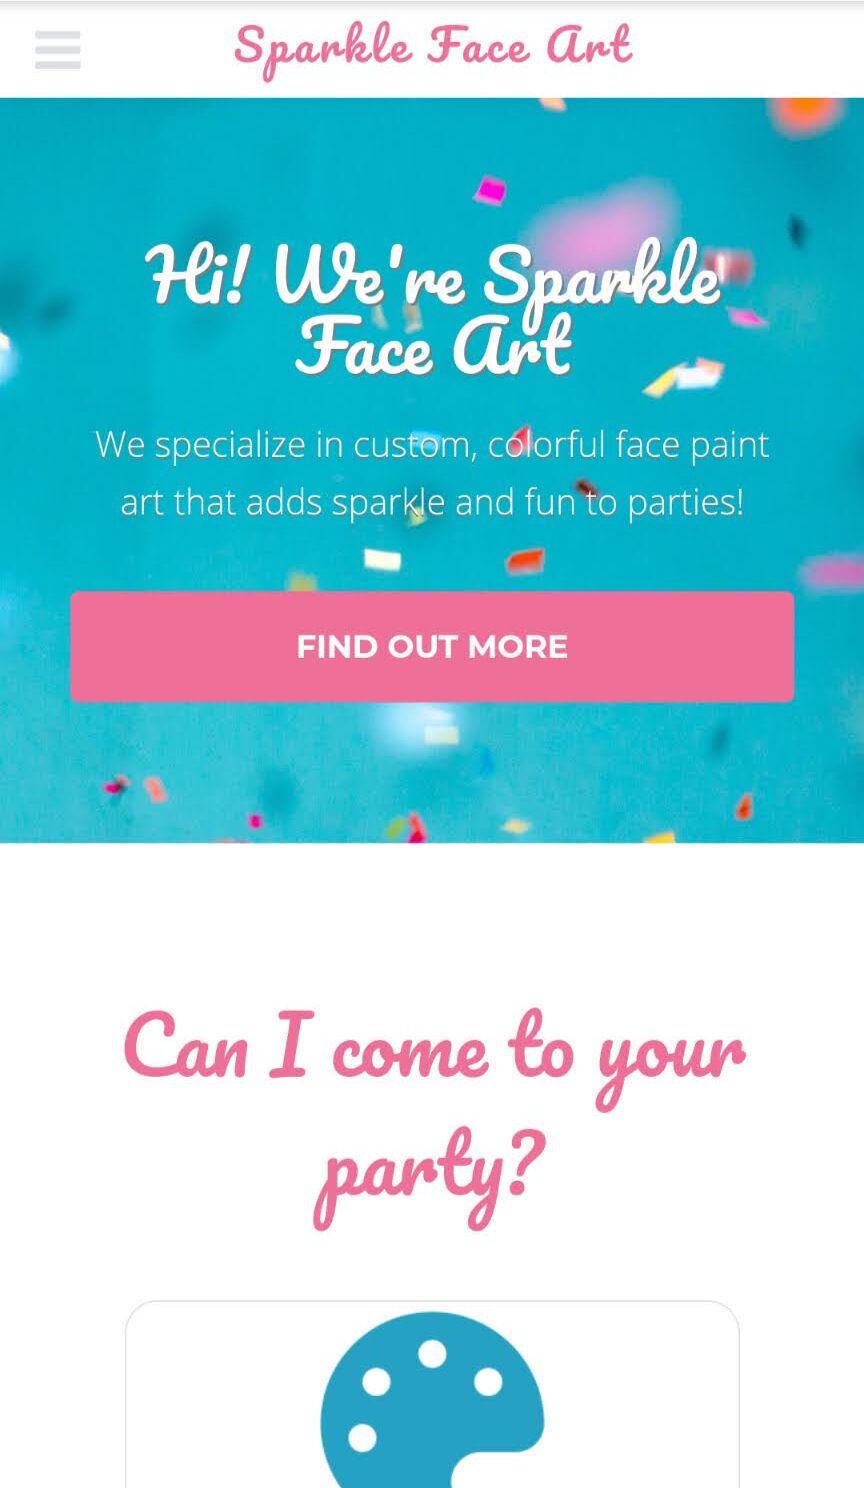 Sparkle Face Art
Hi! We're Sparkle
Face Art
We specialize in custom, colorful face paint
art that adds sparkle and fun to parties!
FIND OUT MORE
Can I come to your
party?